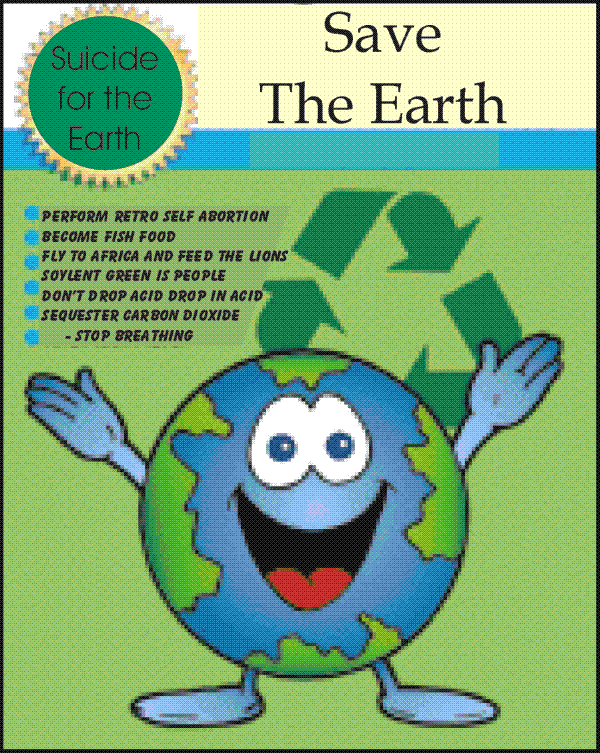 Suicide
for the
Earth
Save
The Earth
PERFORM RETRO SELF ABORTION
BECOME FISH FOOD
FLY TO AFRICA AND FEED THE LIONS
SOYLENT GREEN IS PEOPLE
DON'T DROP ACID DROP IN ACID
SEQUESTER CARBON DIOXIDE
- STOP BREATHING